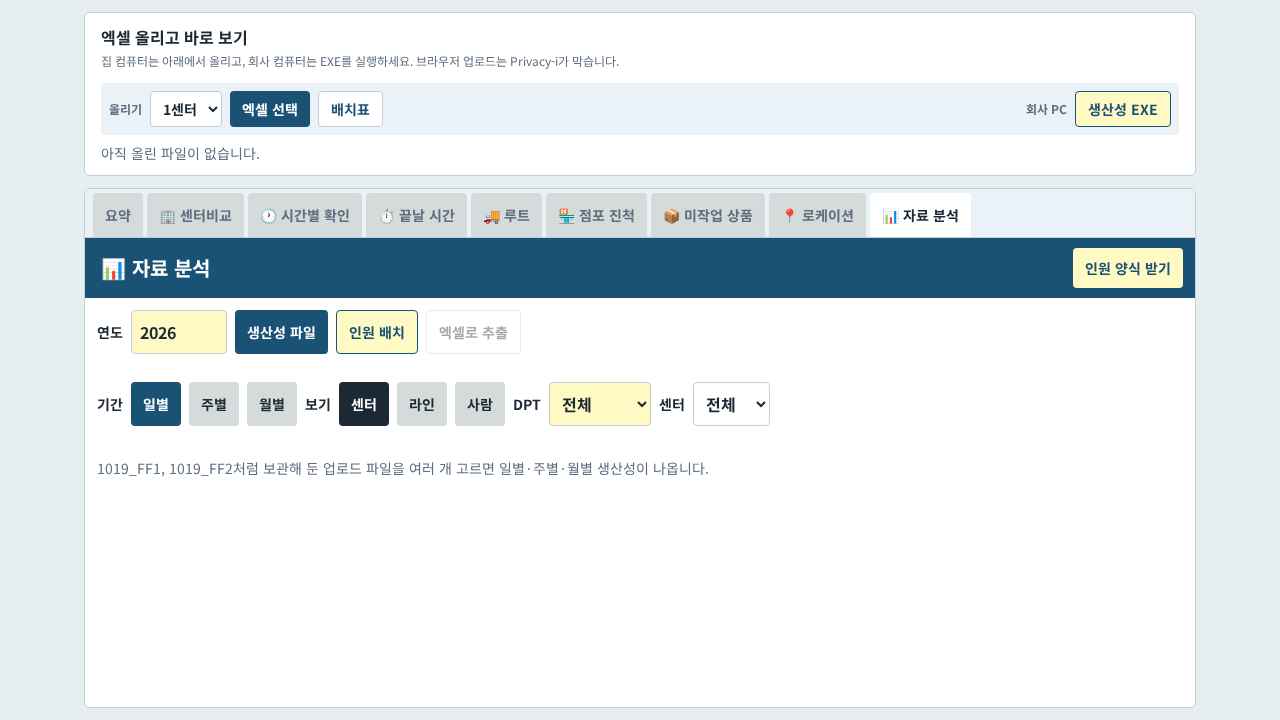 엑셀 올리고 바로 보기
집 컴퓨터는 아래에서 올리고, 회사 컴퓨터는 EXE를 실행하세요. 브라우저 업로드는 Privacy-i가 막습니다.
올리기 1센터 엑셀 선택 배치표 회사 PC 생산성 EXE
아직 올린 파일이 없습니다.
요약 🏢 센터비교 🕐 시간별 확인 ⏱️ 끝날 시간 🚚 루트 🏪 점포 진척 📦 미작업 상품 📍 로케이션 📊 자료 분석
📊 자료 분석 인원 양식 받기
연도 2026 생산성 파일 인원 배치 엑셀로 추출
기간 일별 주별 월별 보기 센터 라인 사람 DPT 전체 센터 전체
1019_FF1, 1019_FF2처럼 보관해 둔 업로드 파일을 여러 개 고르면 일별·주별·월별 생산성이 나옵니다.